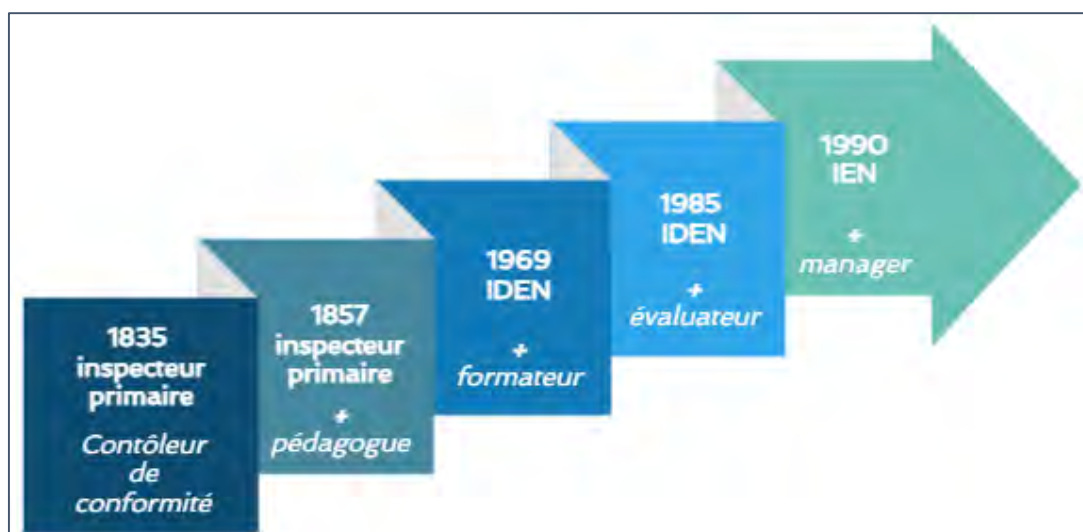 1835
inspecteur
primaire
Contôleur
de
conformité
1857
inspecteur
primaire
+
pédagogue
1969
IDEN
+
formateur
1985
IDEN
+
évaluateur
1990
IEN
+
manager